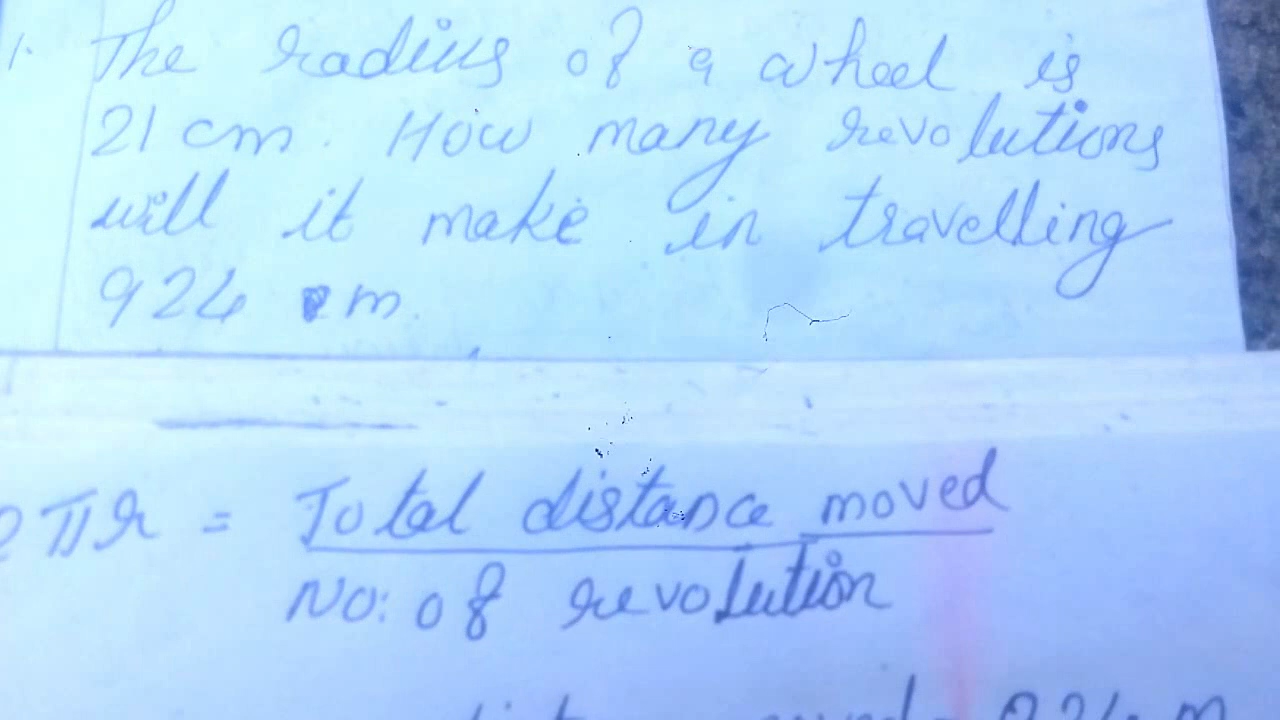 1. The radius of a wheel is
21 cm. How many revolutions
will it make in travelling
924 m.
2πr = Total distance moved
No: of revolution
924 m